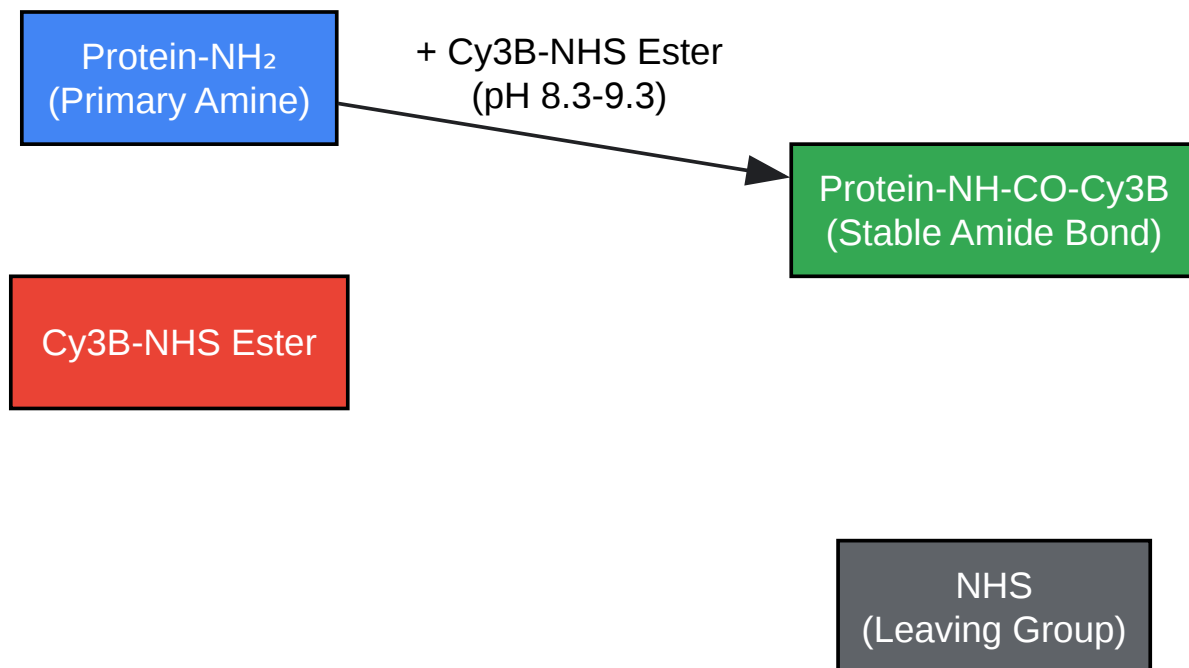 Protein-NH₂
(Primary Amine)
+ Cy3B-NHS Ester
(pH 8.3-9.3)
Protein-NH-CO-Cy3B
(Stable Amide Bond)
Cy3B-NHS Ester
NHS
(Leaving Group)